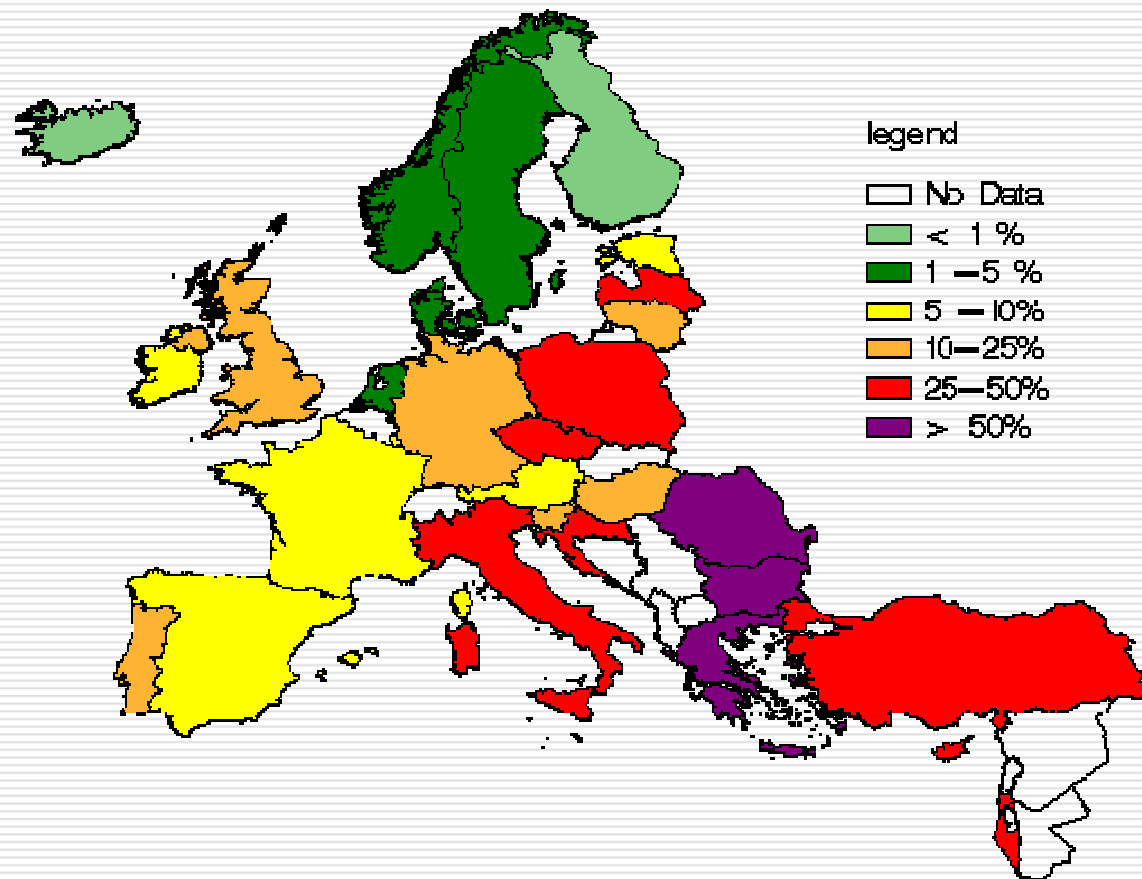 legend
No Data
< 1 %
1 –5 %
5 –10%
10–25%
25–50%
> 50%